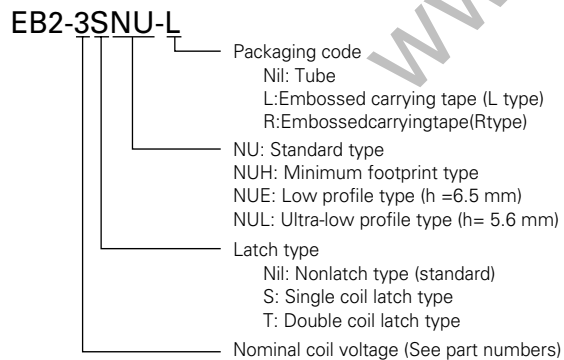 EB2-3SNU-L
Packaging code
Nil: Tube
L:Embossed carrying tape (L type)
R:Embossedcarryingtape(Rtype)
NU: Standard type
NUH: Minimum footprint type
NUE: Low profile type (h =6.5 mm)
NUL: Ultra-low profile type (h= 5.6 mm)
Latch type
Nil: Nonlatch type (standard)
S: Single coil latch type
T: Double coil latch type
Nominal coil voltage (See part numbers)